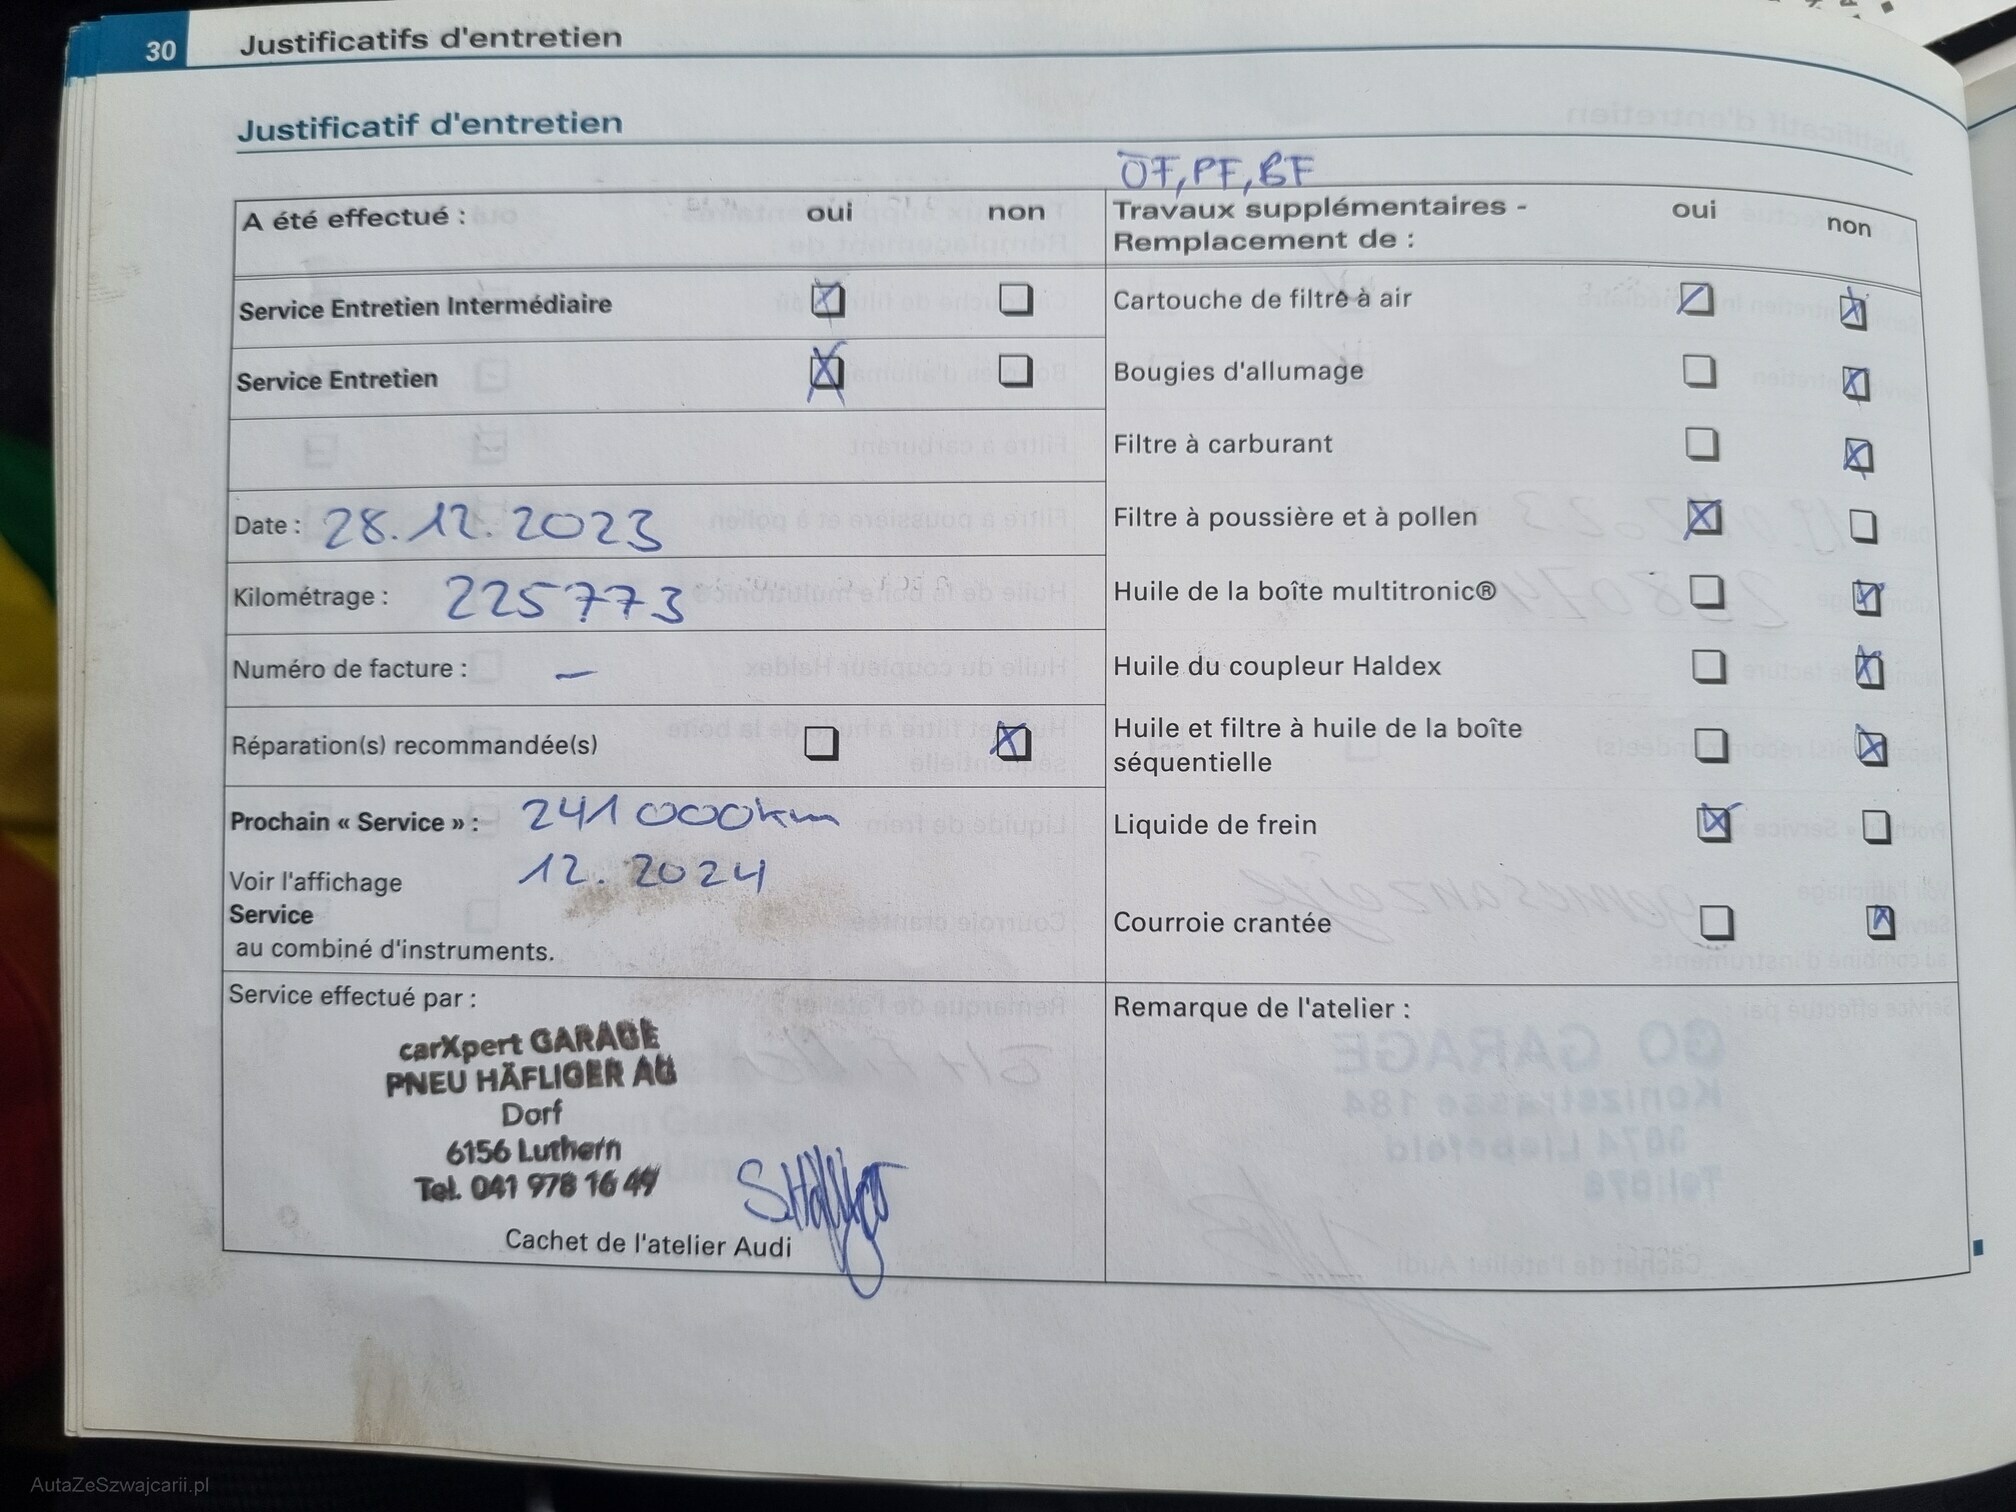 30 Justificatifs d'entretien
Justificatif d'entretien
ÖF, PF, BF
A été effectué : oui non
Travaux supplémentaires - oui non
Remplacement de :
Service Entretien Intermédiaire
Cartouche de filtre à air
Service Entretien
Bougies d'allumage
Filtre à carburant
Date : 28.12.2023
Filtre à poussière et à pollen
Kilométrage : 225773
Huile de la boîte multitronic®
Numéro de facture : —
Huile du coupleur Haldex
Réparation(s) recommandée(s)
Huile et filtre à huile de la boîte
séquentielle
Prochain « Service » : 241 000km
12. 2024
Liquide de frein
Voir l'affichage
Service
au combiné d'instruments.
Courroie crantée
Service effectué par :
carXpert GARAGE
PNEU HÄFLIGER AG
Dorf
6156 Luthern
Tel. 041 978 16 49
Cachet de l'atelier Audi
Remarque de l'atelier :
AutaZeSzwajcarii.pl